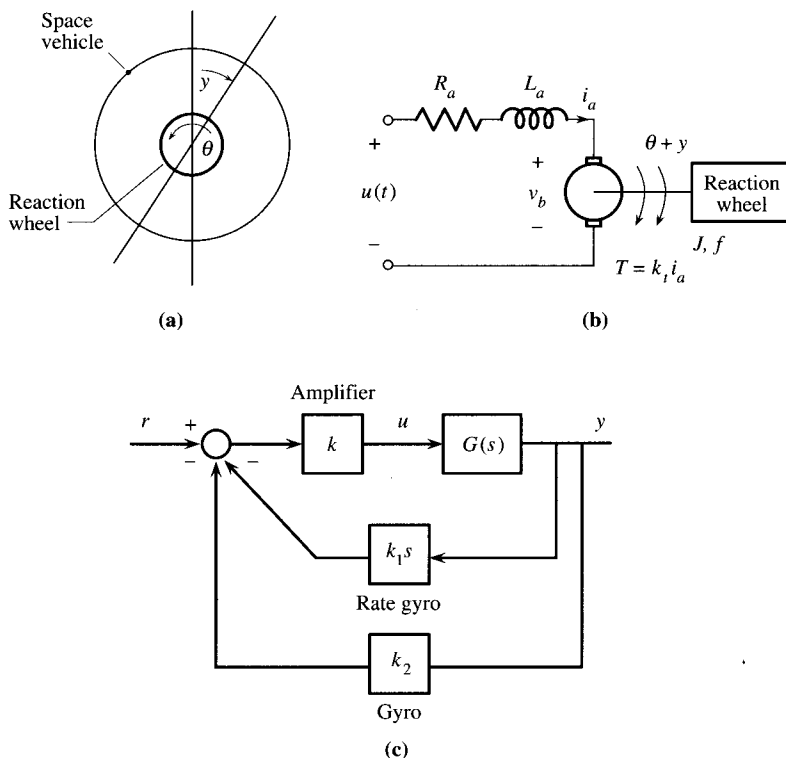 Space
vehicle
y
θ
Reaction
wheel
(a)
R_a
L_a
i_a
+
+
θ + y
u(t)
v_b
Reaction
wheel
−
−
J, f
T = k_t i_a
(b)
Amplifier
r
+
−
−
k
u
G(s)
y
k_1 s
Rate gyro
k_2
Gyro
(c)